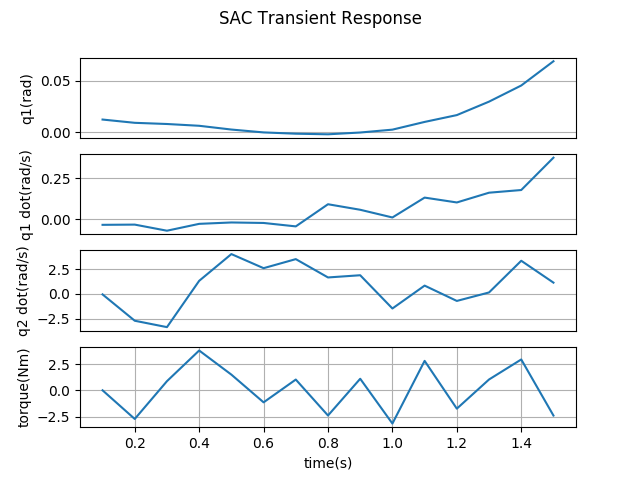 SAC Transient Response
q1(rad)
0.05
0.00
q1 dot(rad/s)
0.25
0.00
q2 dot(rad/s)
2.5
0.0
−2.5
torque(Nm)
2.5
0.0
−2.5
0.2 0.4 0.6 0.8 1.0 1.2 1.4
time(s)